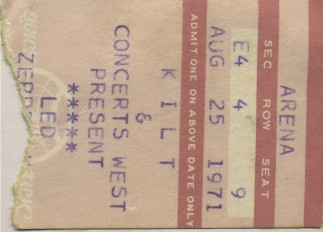 ARENA
SEC ROW SEAT
E4 4 9
AUG 25 1971
ADMIT ONE ON ABOVE DATE ONLY
KILT
&
CONCERTS WEST
PRESENT
*****
LED